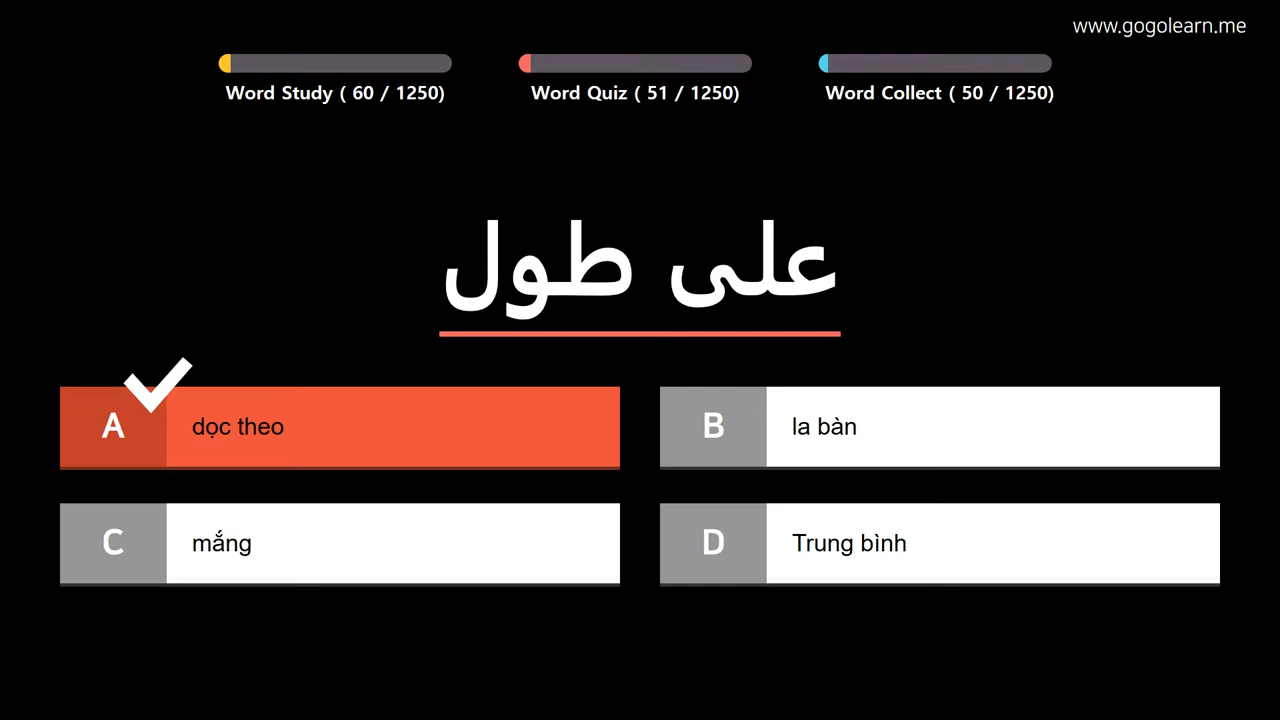 www.gogolearn.me
Word Study ( 60 / 1250)
Word Quiz ( 51 / 1250)
Word Collect ( 50 / 1250)
على طول
A dọc theo
B la bàn
C mắng
D Trung bình